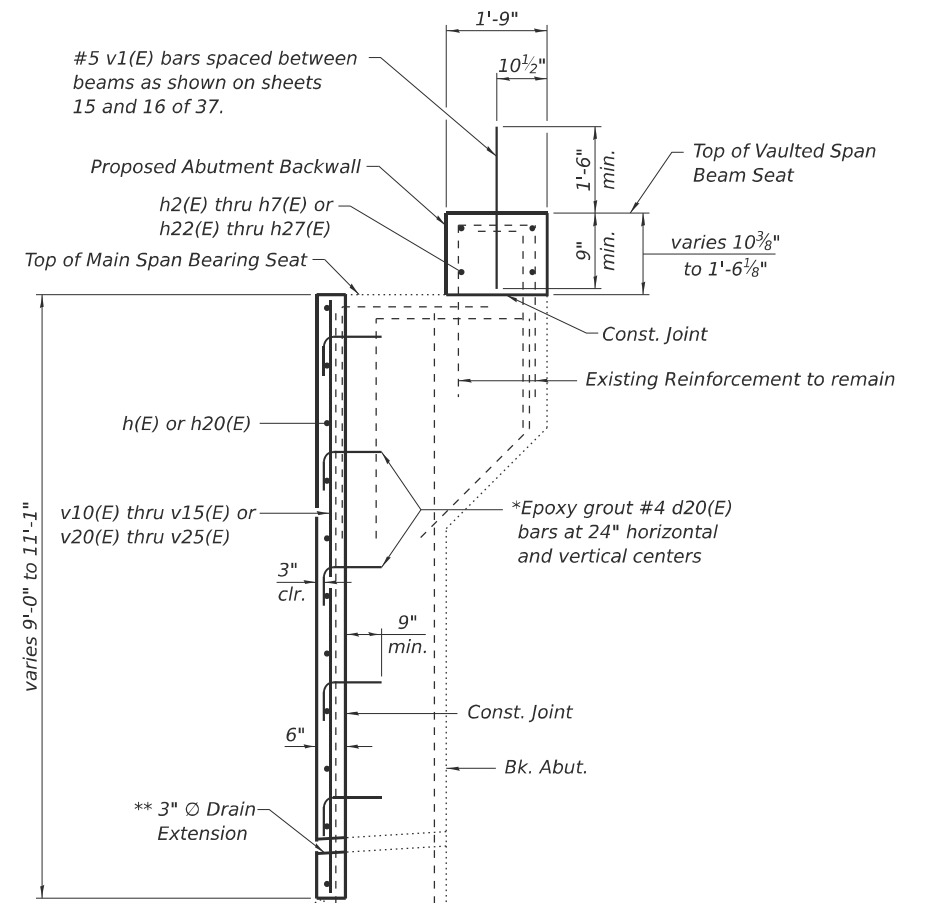 1'-9"
#5 v1(E) bars spaced between
beams as shown on sheets
15 and 16 of 37.
10½"
Proposed Abutment Backwall
1'-6"
min.
Top of Vaulted Span
Beam Seat
h2(E) thru h7(E) or
h22(E) thru h27(E)
9"
min.
varies 10⅜"
to 1'-6⅛"
Top of Main Span Bearing Seat
Const. Joint
Existing Reinforcement to remain
h(E) or h20(E)
varies 9'-0" to 11'-1"
v10(E) thru v15(E) or
v20(E) thru v25(E)
*Epoxy grout #4 d20(E)
bars at 24" horizontal
and vertical centers
3"
clr.
9"
min.
Const. Joint
6"
Bk. Abut.
** 3" ∅ Drain
Extension